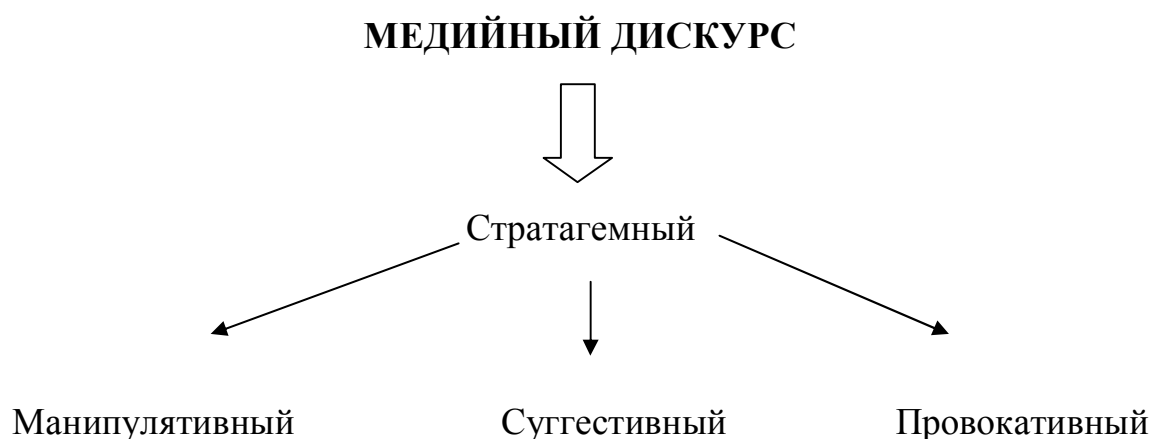 МЕДИЙНЫЙ ДИСКУРС
Стратагемный
Манипулятивный Суггестивный Провокативный